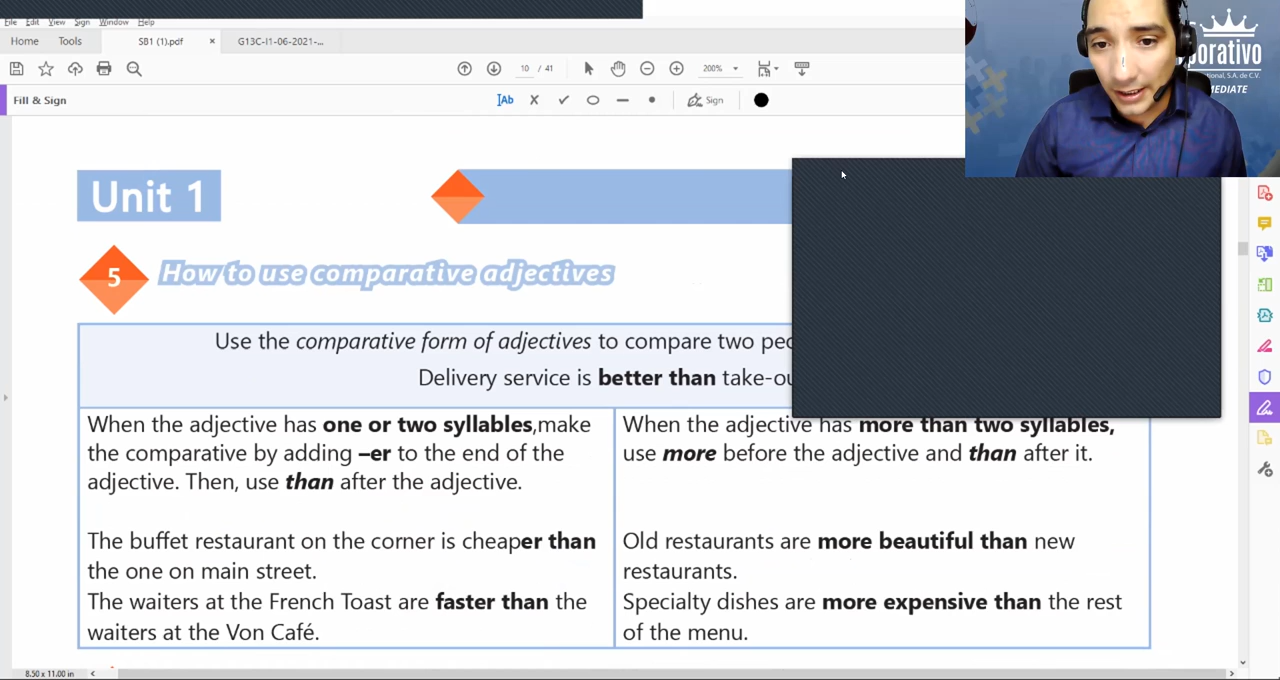 File Edit View Sign Window Help
Home Tools SB1 (1).pdf × G13C-I1-06-2021-...
10 / 41 200%
Fill & Sign
Ab Sign
Unit 1
5 How to use comparative adjectives
Use the comparative form of adjectives to compare two
Delivery service is better than
When the adjective has one or two syllables,make
the comparative by adding –er to the end of the
adjective. Then, use than after the adjective.
The buffet restaurant on the corner is cheaper than
the one on main street.
The waiters at the French Toast are faster than the
waiters at the Von Café.
When the adjective has more than two syllables,
use more before the adjective and than after it.
Old restaurants are more beautiful than new
restaurants.
Specialty dishes are more expensive than the rest
of the menu.
8.50 x 11.00 in
S.A. de C.V.